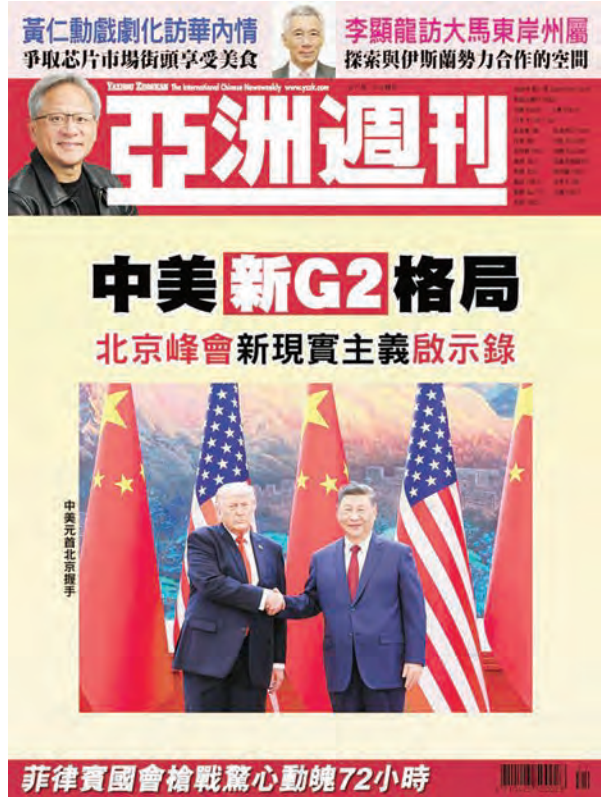 黃仁勳戲劇化訪華內情
爭取芯片市場街頭享受美食
李顯龍訪大馬東岸州屬
探索與伊斯蘭勢力合作的空間
YAZHOU ZHOUKAN The International Chinese Newsweekly www.yzzk.com
亞洲週刊
中美新G2格局
北京峰會新現實主義啟示錄
中美元首北京握手
菲律賓國會槍戰驚心動魄72小時